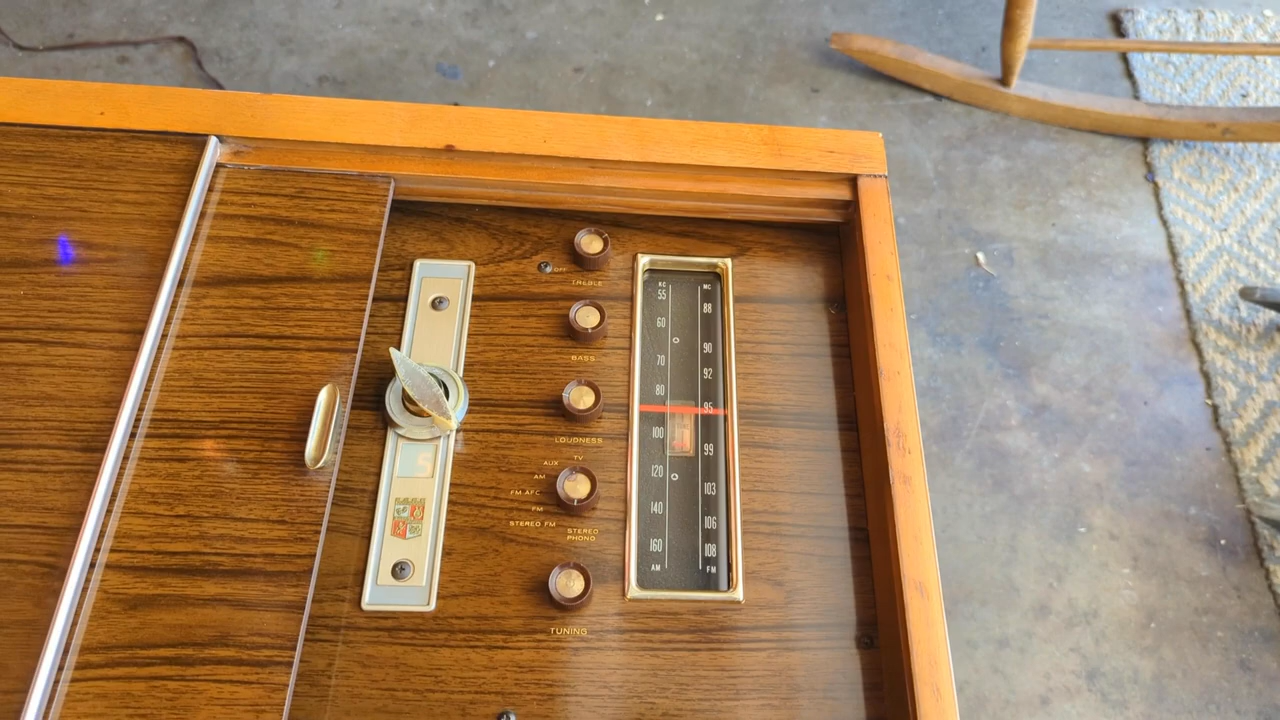 OFF
TREBLE
BASS
LOUDNESS
TV
AUX
AM
FM AFC
FM
STEREO FM
STEREO
PHONO
TUNING
5
KC MC
55 88
60
90
70 92
80
95
100
99
120
103
140
106
160 108
AM FM